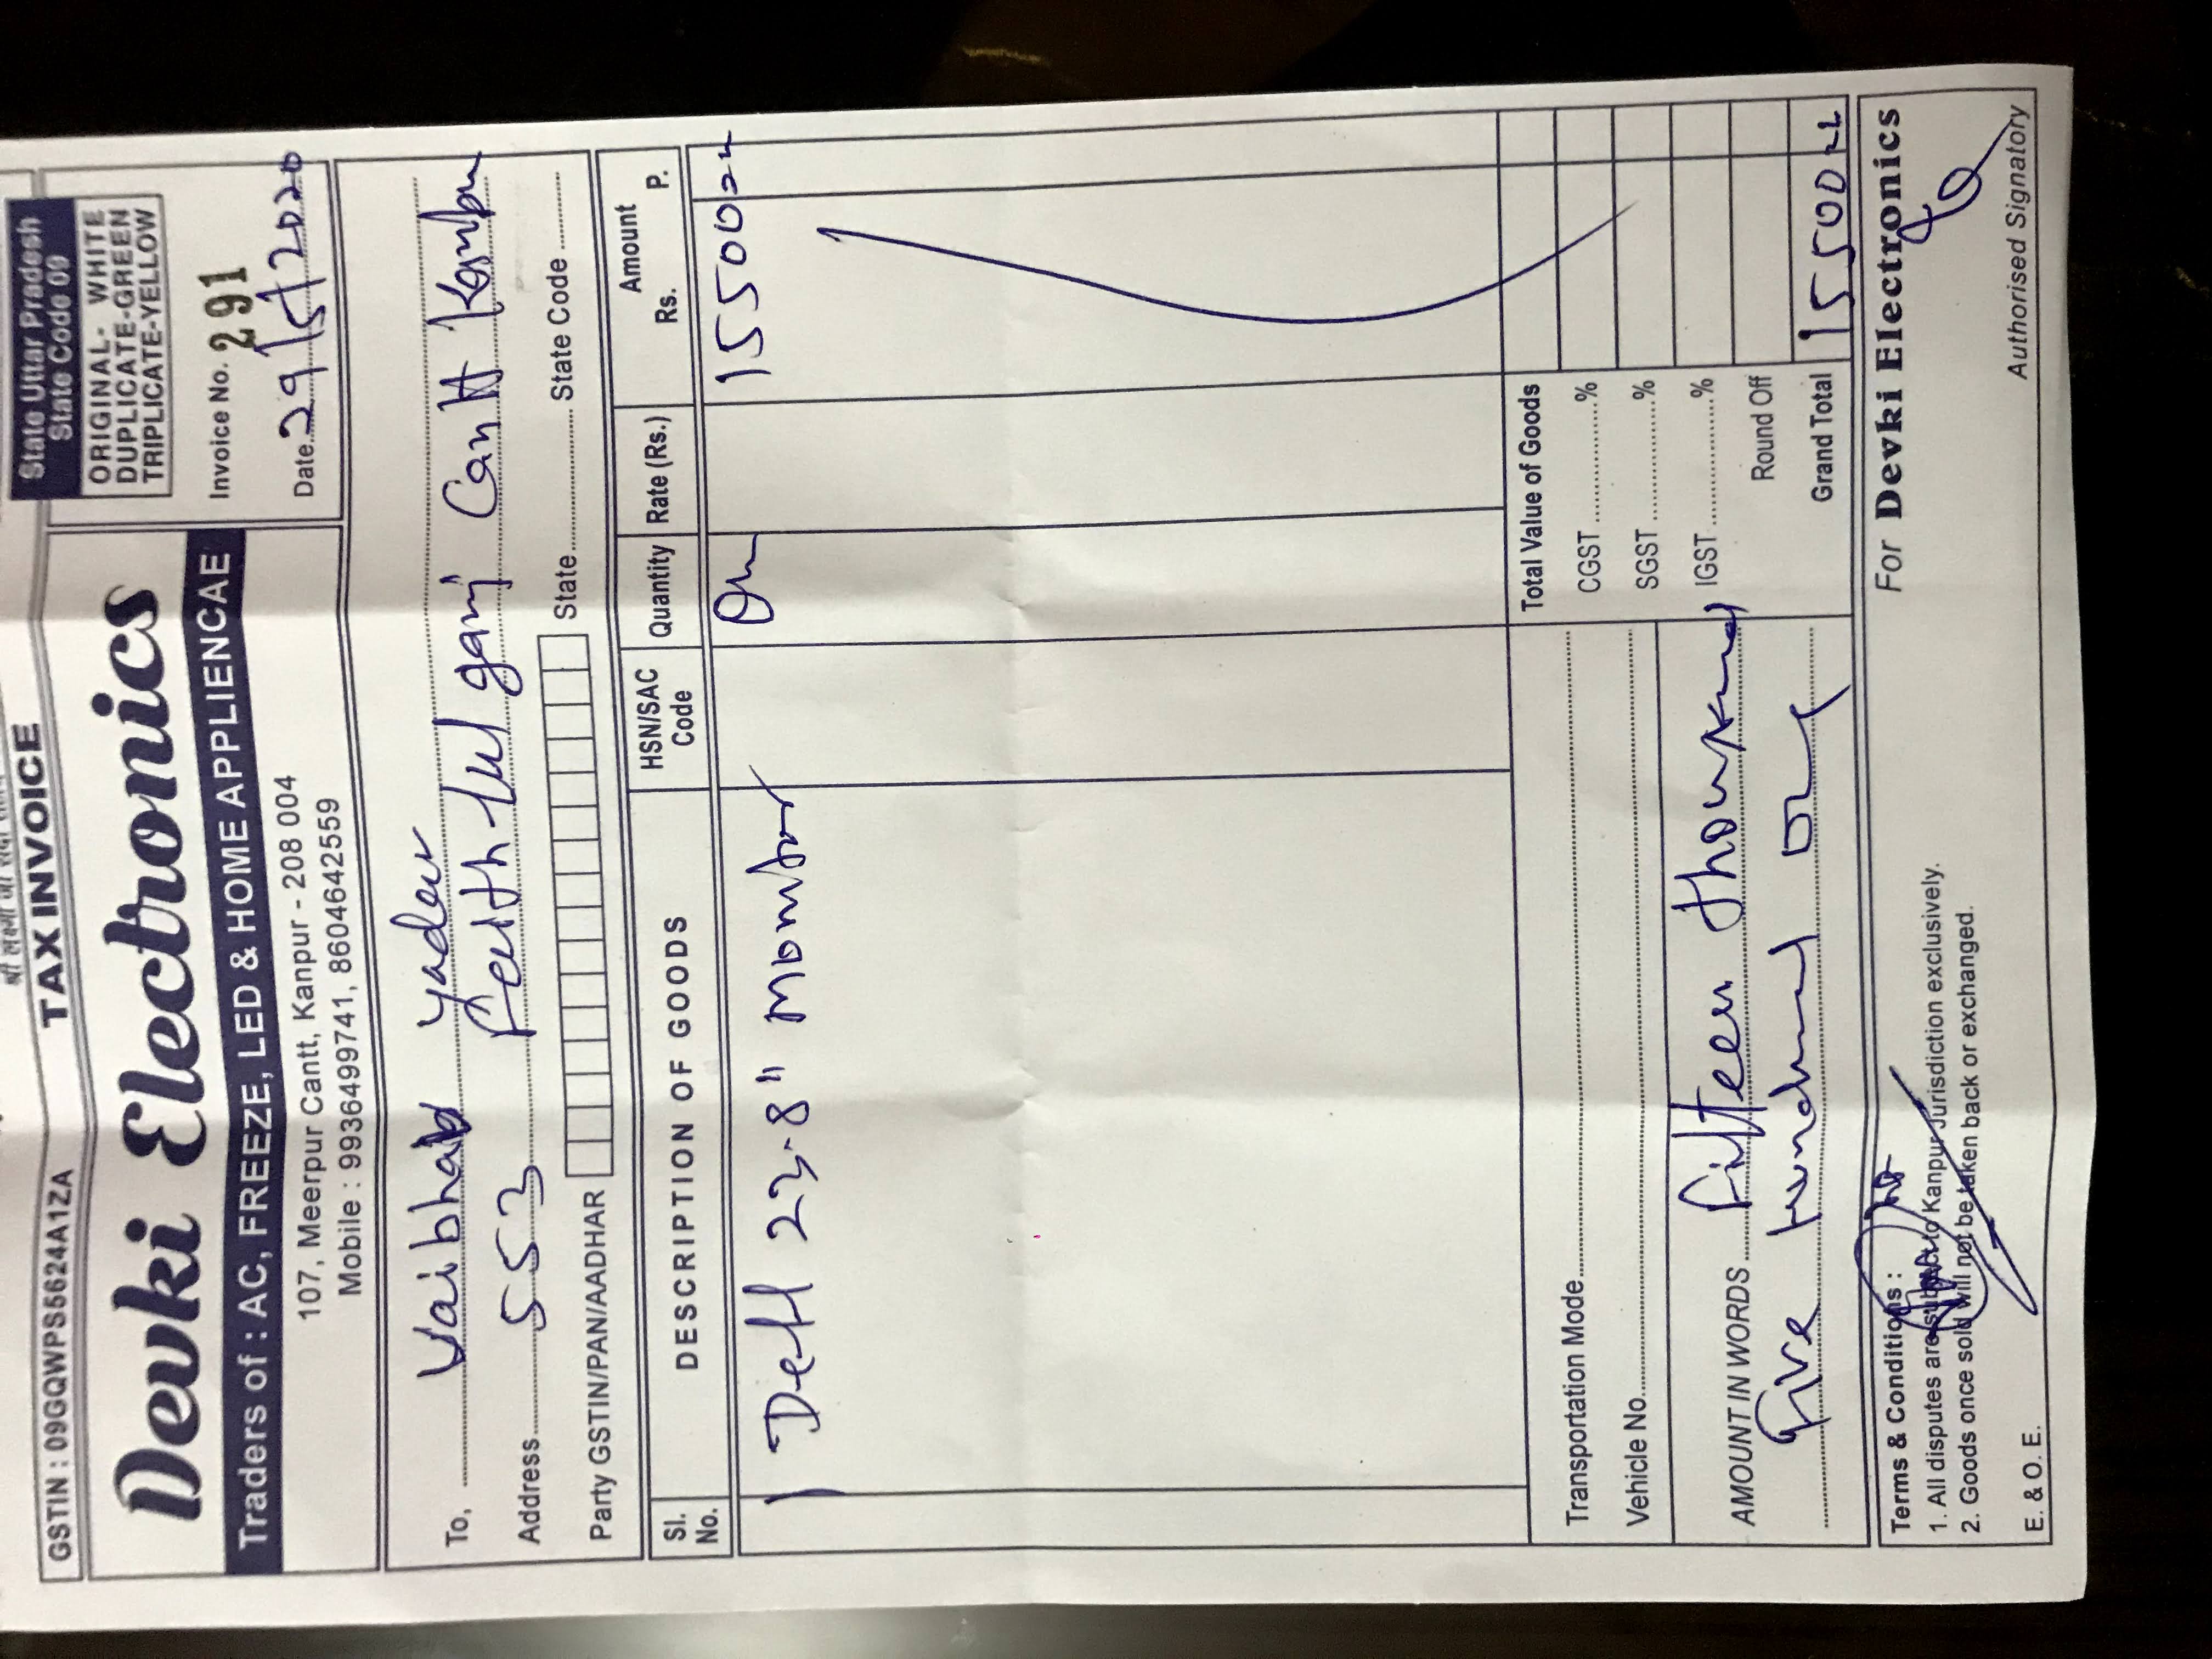 श्री लक्ष्मी जी सदा
GSTIN : 09GQWPS5624A1ZA
TAX INVOICE
State Uttar Pradesh
State Code 09
ORIGINAL- WHITE
DUPLICATE-GREEN
TRIPLICATE-YELLOW
Devki Electronics
Traders of : AC, FREEZE, LED & HOME APPLIENCAE
107, Meerpur Cantt, Kanpur - 208 004
Mobile : 9936499741, 8604642559
Invoice No. 291
Date 29/5/2020
To, Vaibhab yadav
Address 553 Faithful ganj Cantt Kanpu
Party GSTIN/PAN/AADHAR State State Code
Sl. No. DESCRIPTION OF GOODS HSN/SAC Code Quantity Rate (Rs.) Amount Rs. P.
1 Dell 23.8" Monitor On 15500
Total Value of Goods
Transportation Mode
CGST %
Vehicle No.
SGST %
IGST %
AMOUNT IN WORDS Fifteen thousand
Five hundred only
Round Off
Grand Total 15500
Terms & Conditions :
1. All disputes are subject to Kanpur Jurisdiction exclusively.
2. Goods once sold will not be taken back or exchanged.
E. & O. E.
For Devki Electronics
Authorised Signatory